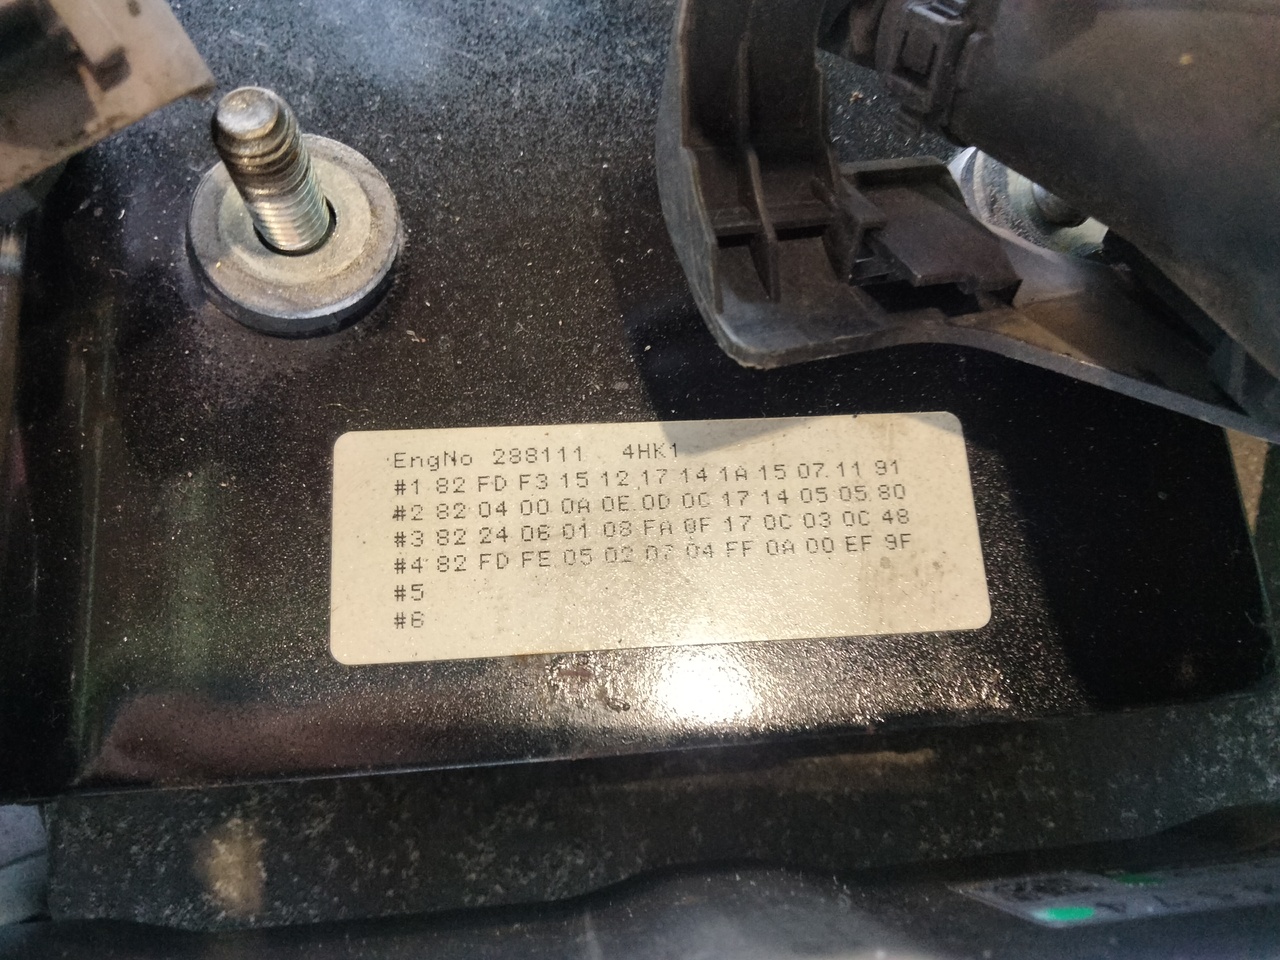 EngNo 288111 4HK1
#1 82 FD F3 15 12 17 14 1A 15 07 11 91
#2 82 04 00 0A 0E 0D 0C 17 14 05 05 80
#3 82 24 06 01 08 FA 0F 17 0C 03 0C 48
#4 82 FD FE 05 02 07 04 FF 0A 00 EF 9F
#5
#6